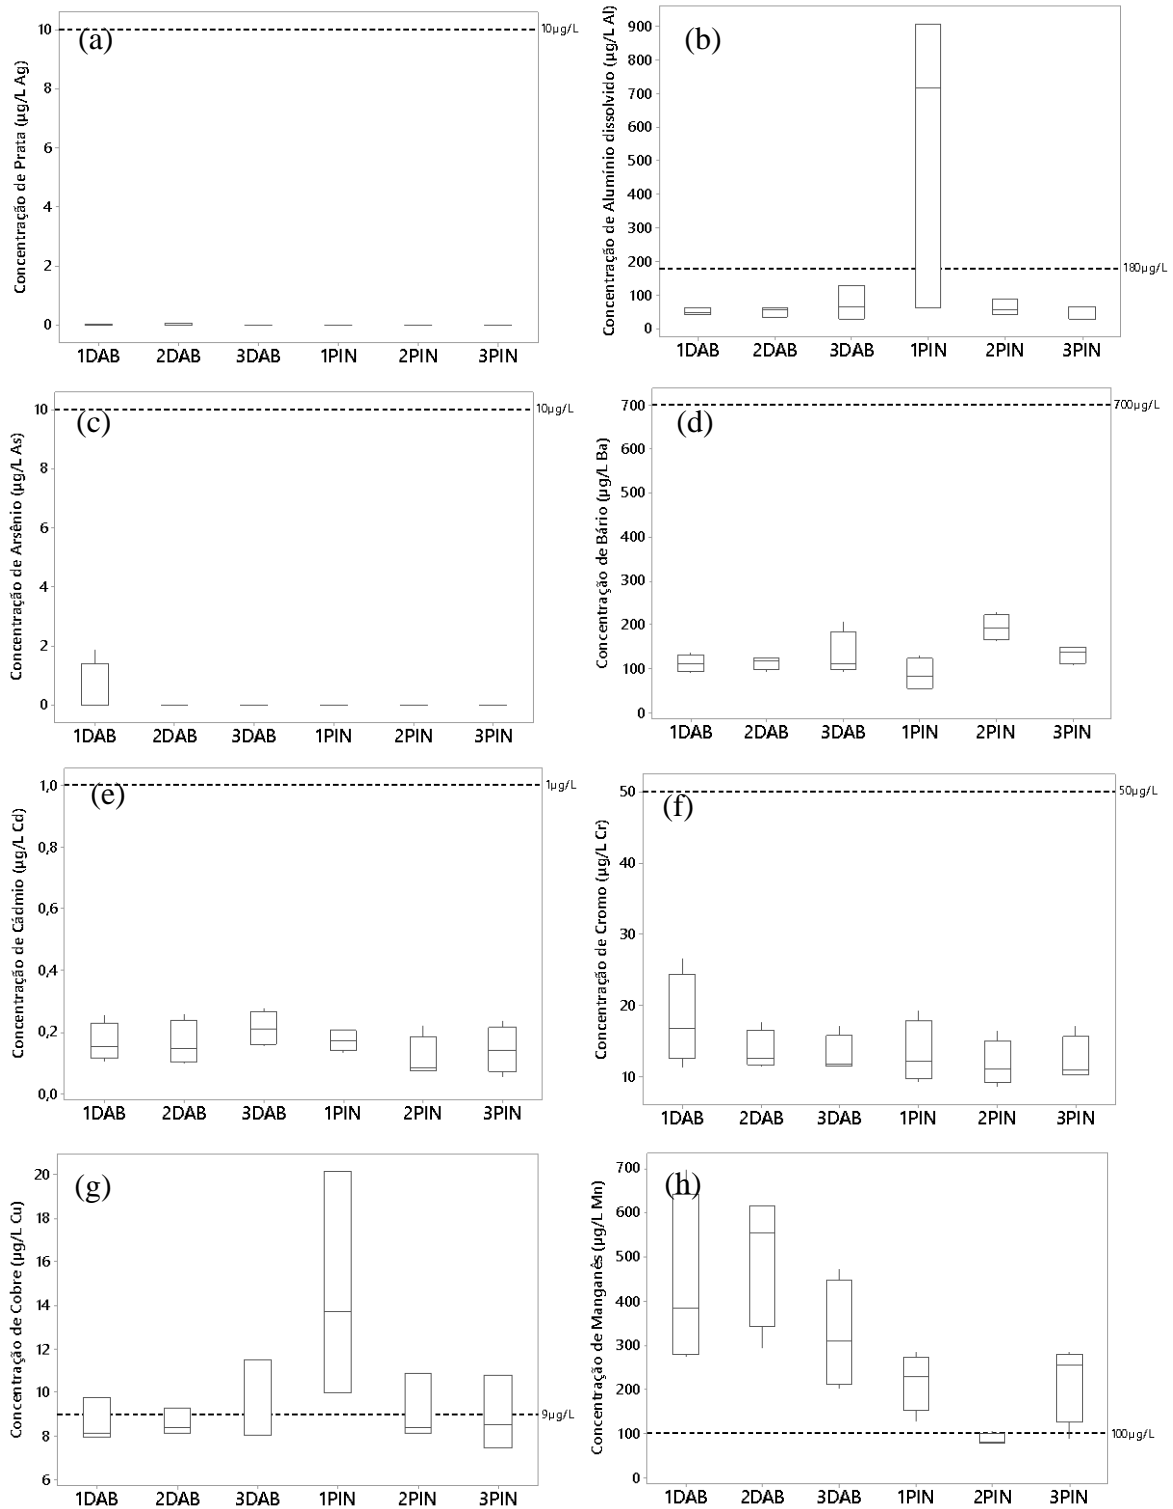 (a)
Concentração de Prata (µg/L Ag)
10
8
6
4
2
0
10µg/L
1DAB 2DAB 3DAB 1PIN 2PIN 3PIN
(b)
Concentração de Alumínio dissolvido (µg/L Al)
900
800
700
600
500
400
300
200
100
0
180µg/L
1DAB 2DAB 3DAB 1PIN 2PIN 3PIN
(c)
Concentração de Arsênio (µg/L As)
10
8
6
4
2
0
10µg/L
1DAB 2DAB 3DAB 1PIN 2PIN 3PIN
(d)
Concentração de Bário (µg/L Ba)
700
600
500
400
300
200
100
0
700µg/L
1DAB 2DAB 3DAB 1PIN 2PIN 3PIN
(e)
Concentração de Cádmio (µg/L Cd)
1,0
0,8
0,6
0,4
0,2
0,0
1µg/L
1DAB 2DAB 3DAB 1PIN 2PIN 3PIN
(f)
Concentração de Cromo (µg/L Cr)
50
40
30
20
10
50µg/L
1DAB 2DAB 3DAB 1PIN 2PIN 3PIN
(g)
Concentração de Cobre (µg/L Cu)
20
18
16
14
12
10
8
6
9µg/L
1DAB 2DAB 3DAB 1PIN 2PIN 3PIN
(h)
Concentração de Manganês (µg/L Mn)
700
600
500
400
300
200
100
0
100µg/L
1DAB 2DAB 3DAB 1PIN 2PIN 3PIN